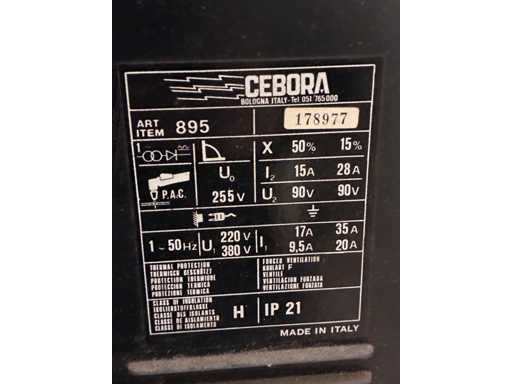 CEBORA
BOLOGNA ITALY-Tel 051 765000
ART
ITEM 895 178977
X 50% 15%
U0 I2 15A 28A
P.A.C. 255V U2 90V 90V
1~50Hz U1 220V 380V I1 17A 35A
9,5A 20A
THERMAL PROTECTION
THERMISCH GESCHÜTZT
PROTECTION THERMIQUE
PROTECCION TERMICA
PROTEZIONE TERMICA
FORCED VENTILATION
KUHLART F
VENTILE'
VENTILACION FORZADA
VENTILAZIONE FORZATA
CLASS OF INSULATION
ISOLIERSTOFFKLASSE
CLASSE DES ISOLANTS
CLASE DE AISLAMIENTO
CLASSE DI ISOLAMENTO
H IP 21
MADE IN ITALY